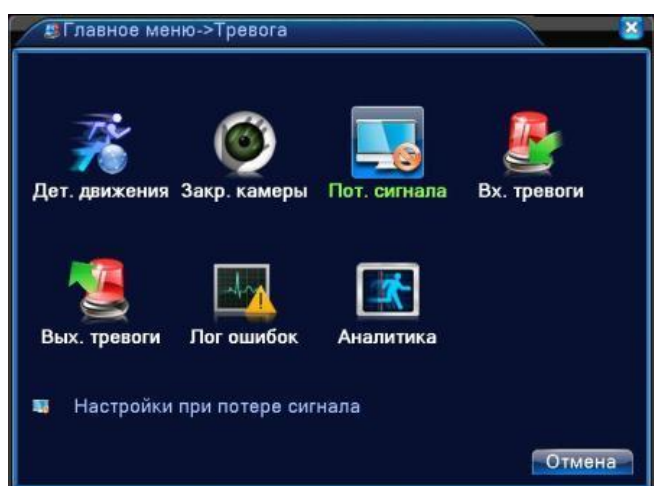 Главное меню->Тревога
Дет. движения Закр. камеры Пот. сигнала Вх. тревоги
Вых. тревоги Лог ошибок Аналитика
Настройки при потере сигнала
Отмена